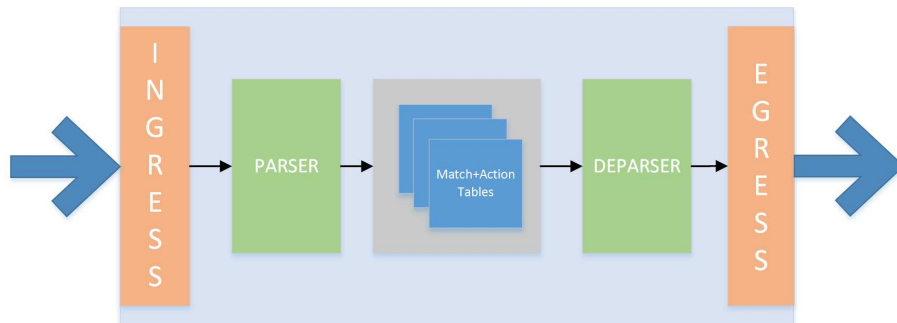 INGRESS
PARSER
Match+Action
Tables
DEPARSER
EGRESS